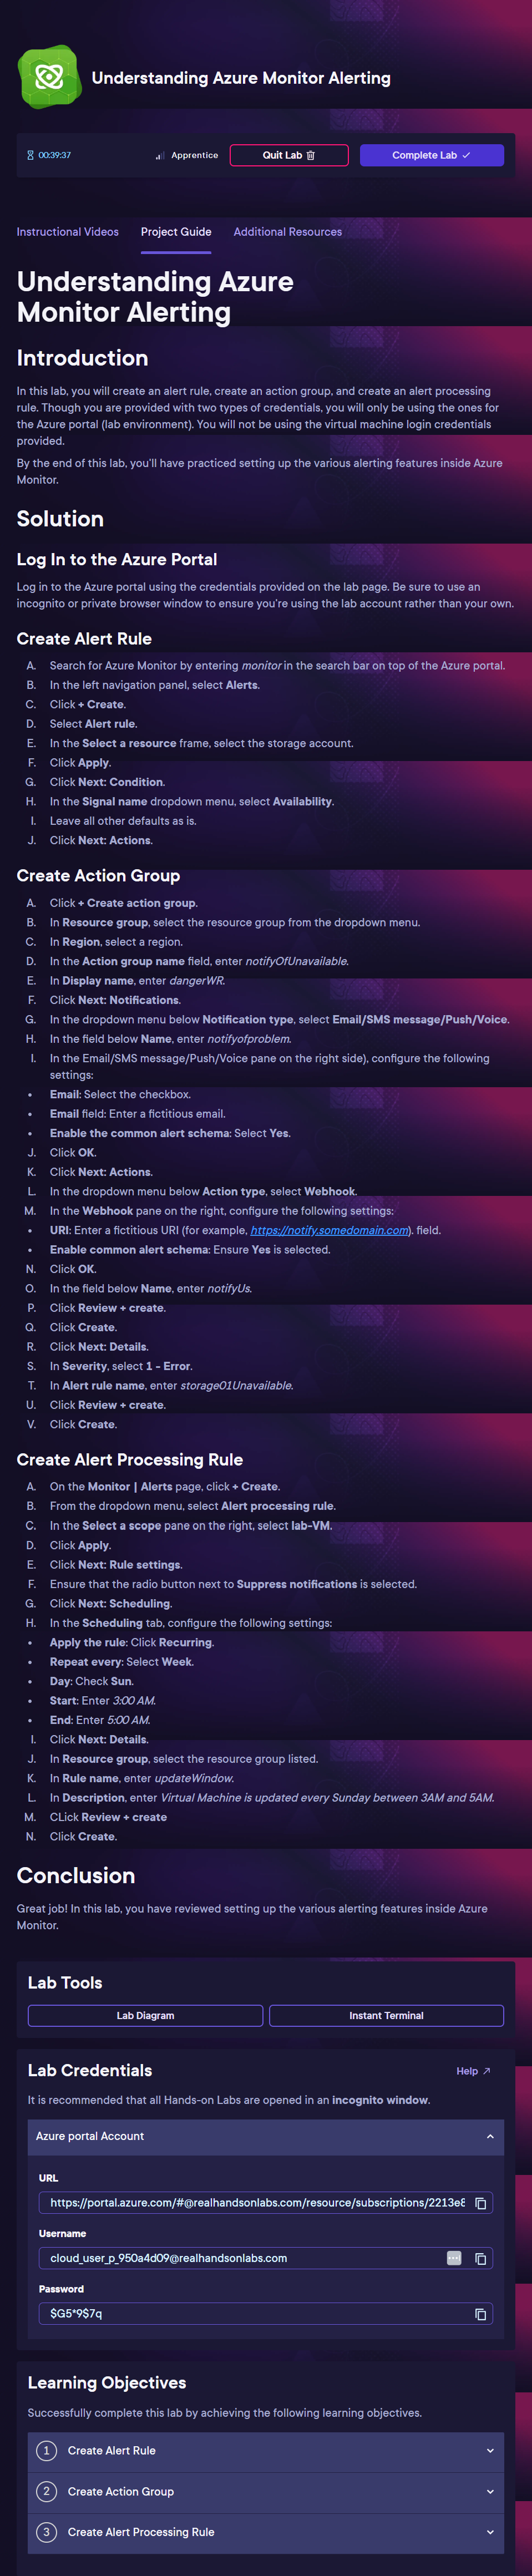 Understanding Azure Monitor Alerting
00:39:37
Apprentice
Quit Lab
Complete Lab
Instructional Videos
Project Guide
Additional Resources
Understanding Azure
Monitor Alerting
Introduction
In this lab, you will create an alert rule, create an action group, and create an alert processing
rule. Though you are provided with two types of credentials, you will only be using the ones for
the Azure portal (lab environment). You will not be using the virtual machine login credentials
provided.
By the end of this lab, you'll have practiced setting up the various alerting features inside Azure
Monitor.
Solution
Log In to the Azure Portal
Log in to the Azure portal using the credentials provided on the lab page. Be sure to use an
incognito or private browser window to ensure you're using the lab account rather than your own.
Create Alert Rule
A. Search for Azure Monitor by entering monitor in the search bar on top of the Azure portal.
B. In the left navigation panel, select Alerts.
C. Click + Create.
D. Select Alert rule.
E. In the Select a resource frame, select the storage account.
F. Click Apply.
G. Click Next: Condition.
H. In the Signal name dropdown menu, select Availability.
I. Leave all other defaults as is.
J. Click Next: Actions.
Create Action Group
A. Click + Create action group.
B. In Resource group, select the resource group from the dropdown menu.
C. In Region, select a region.
D. In the Action group name field, enter notifyOfUnavailable.
E. In Display name, enter dangerWR.
F. Click Next: Notifications.
G. In the dropdown menu below Notification type, select Email/SMS message/Push/Voice.
H. In the field below Name, enter notifyofproblem.
I. In the Email/SMS message/Push/Voice pane on the right side), configure the following
settings:
• Email: Select the checkbox.
• Email field: Enter a fictitious email.
• Enable the common alert schema: Select Yes.
J. Click OK.
K. Click Next: Actions.
L. In the dropdown menu below Action type, select Webhook.
M. In the Webhook pane on the right, configure the following settings:
• URI: Enter a fictitious URI (for example, https://notify.somedomain.com). field.
• Enable common alert schema: Ensure Yes is selected.
N. Click OK.
O. In the field below Name, enter notifyUs.
P. Click Review + create.
Q. Click Create.
R. Click Next: Details.
S. In Severity, select 1 - Error.
T. In Alert rule name, enter storage01Unavailable.
U. Click Review + create.
V. Click Create.
Create Alert Processing Rule
A. On the Monitor | Alerts page, click + Create.
B. From the dropdown menu, select Alert processing rule.
C. In the Select a scope pane on the right, select lab-VM.
D. Click Apply.
E. Click Next: Rule settings.
F. Ensure that the radio button next to Suppress notifications is selected.
G. Click Next: Scheduling.
H. In the Scheduling tab, configure the following settings:
• Apply the rule: Click Recurring.
• Repeat every: Select Week.
• Day: Check Sun.
• Start: Enter 3:00 AM.
• End: Enter 5:00 AM.
I. Click Next: Details.
J. In Resource group, select the resource group listed.
K. In Rule name, enter updateWindow.
L. In Description, enter Virtual Machine is updated every Sunday between 3AM and 5AM.
M. CLick Review + create
N. Click Create.
Conclusion
Great job! In this lab, you have reviewed setting up the various alerting features inside Azure
Monitor.
Lab Tools
Lab Diagram
Instant Terminal
Lab Credentials
Help
It is recommended that all Hands-on Labs are opened in an incognito window.
Azure portal Account
URL
https://portal.azure.com/#@realhandsonlabs.com/resource/subscriptions/2213e8
Username
cloud_user_p_950a4d09@realhandsonlabs.com
Password
$G5*9$7q
Learning Objectives
Successfully complete this lab by achieving the following learning objectives.
1 Create Alert Rule
2 Create Action Group
3 Create Alert Processing Rule